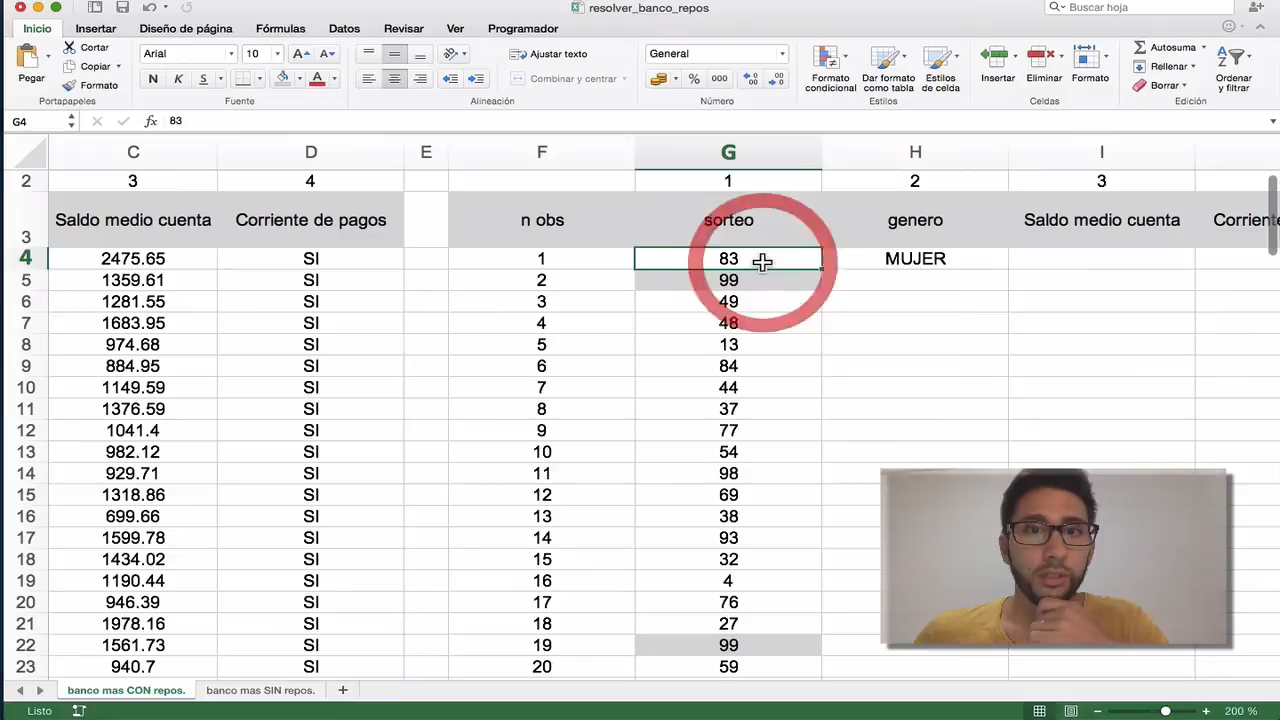 resolver_banco_repos
Buscar hoja
Inicio Insertar Diseño de página Fórmulas Datos Revisar Ver Programador
Pegar Cortar Copiar Formato
Arial 10 A A
N K S A
Ajustar texto
Combinar y centrar
General
% 000
Formato condicional
Dar formato como tabla
Estilos de celda
Insertar Eliminar Formato
Autosuma
Rellenar
Borrar
Ordenar y filtrar
Portapapeles Fuente Alineación Número Estilos Celdas Edición
G4 fx 83
C D E F G H I
2 3 4 1 2 3
3 Saldo medio cuenta Corriente de pagos n obs sorteo genero Saldo medio cuenta Corriente
4 2475.65 SI 1 83 MUJER
5 1359.61 SI 2 99
6 1281.55 SI 3 49
7 1683.95 SI 4 48
8 974.68 SI 5 13
9 884.95 SI 6 84
10 1149.59 SI 7 44
11 1376.59 SI 8 37
12 1041.4 SI 9 77
13 982.12 SI 10 54
14 929.71 SI 11 98
15 1318.86 SI 12 69
16 699.66 SI 13 38
17 1599.78 SI 14 93
18 1434.02 SI 15 32
19 1190.44 SI 16 4
20 946.39 SI 17 76
21 1978.16 SI 18 27
22 1561.73 SI 19 99
23 940.7 SI 20 59
banco mas CON repos. banco mas SIN repos. +
Listo 200 %